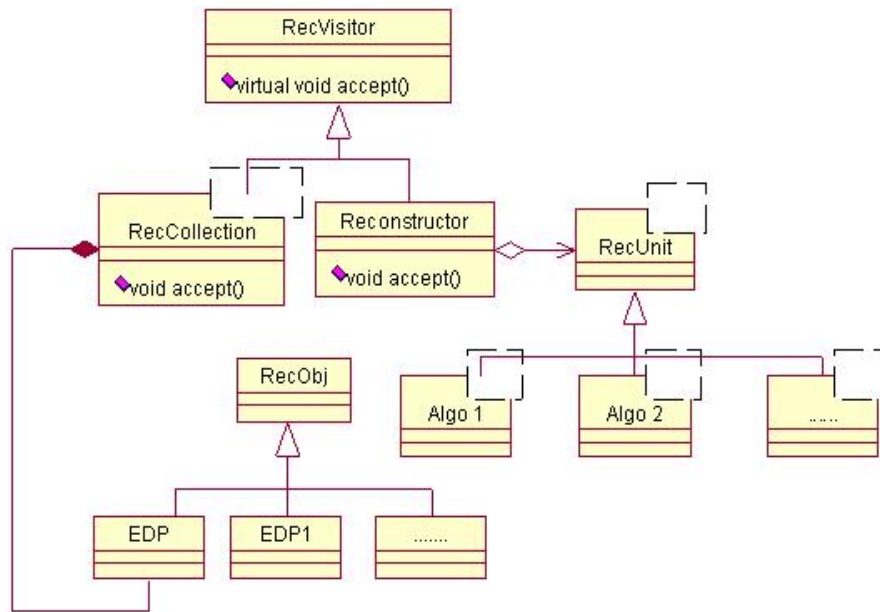 RecVisitor
virtual void accept()
RecCollection
void accept()
Reconstructor
void accept()
RecUnit
RecObj
Algo 1
Algo 2
......
EDP
EDP1
.......